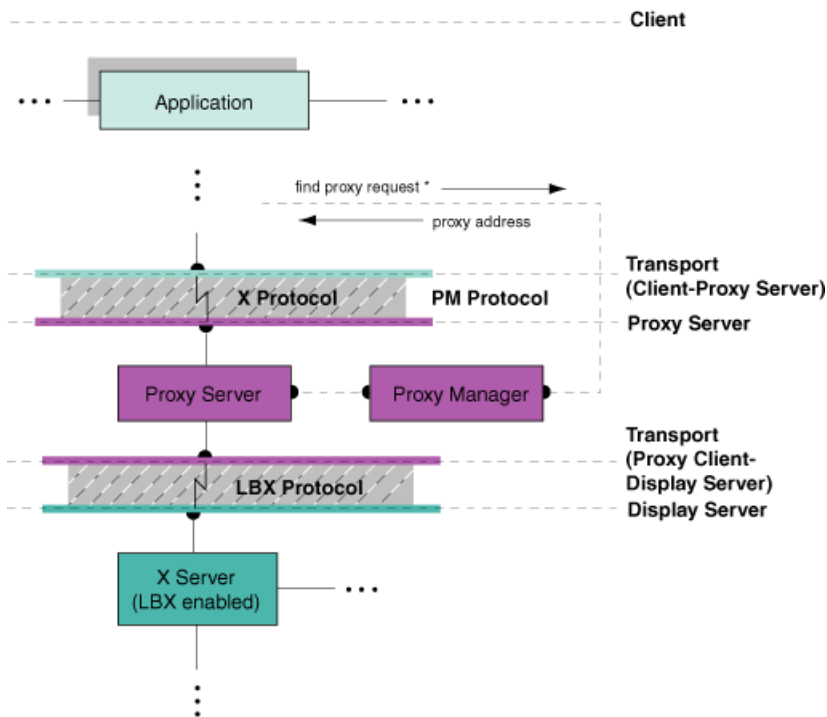 Client
Application
find proxy request *
proxy address
Transport
(Client-Proxy Server)
X Protocol
PM Protocol
Proxy Server
Proxy Server
Proxy Manager
Transport
(Proxy Client-
Display Server)
LBX Protocol
Display Server
X Server
(LBX enabled)